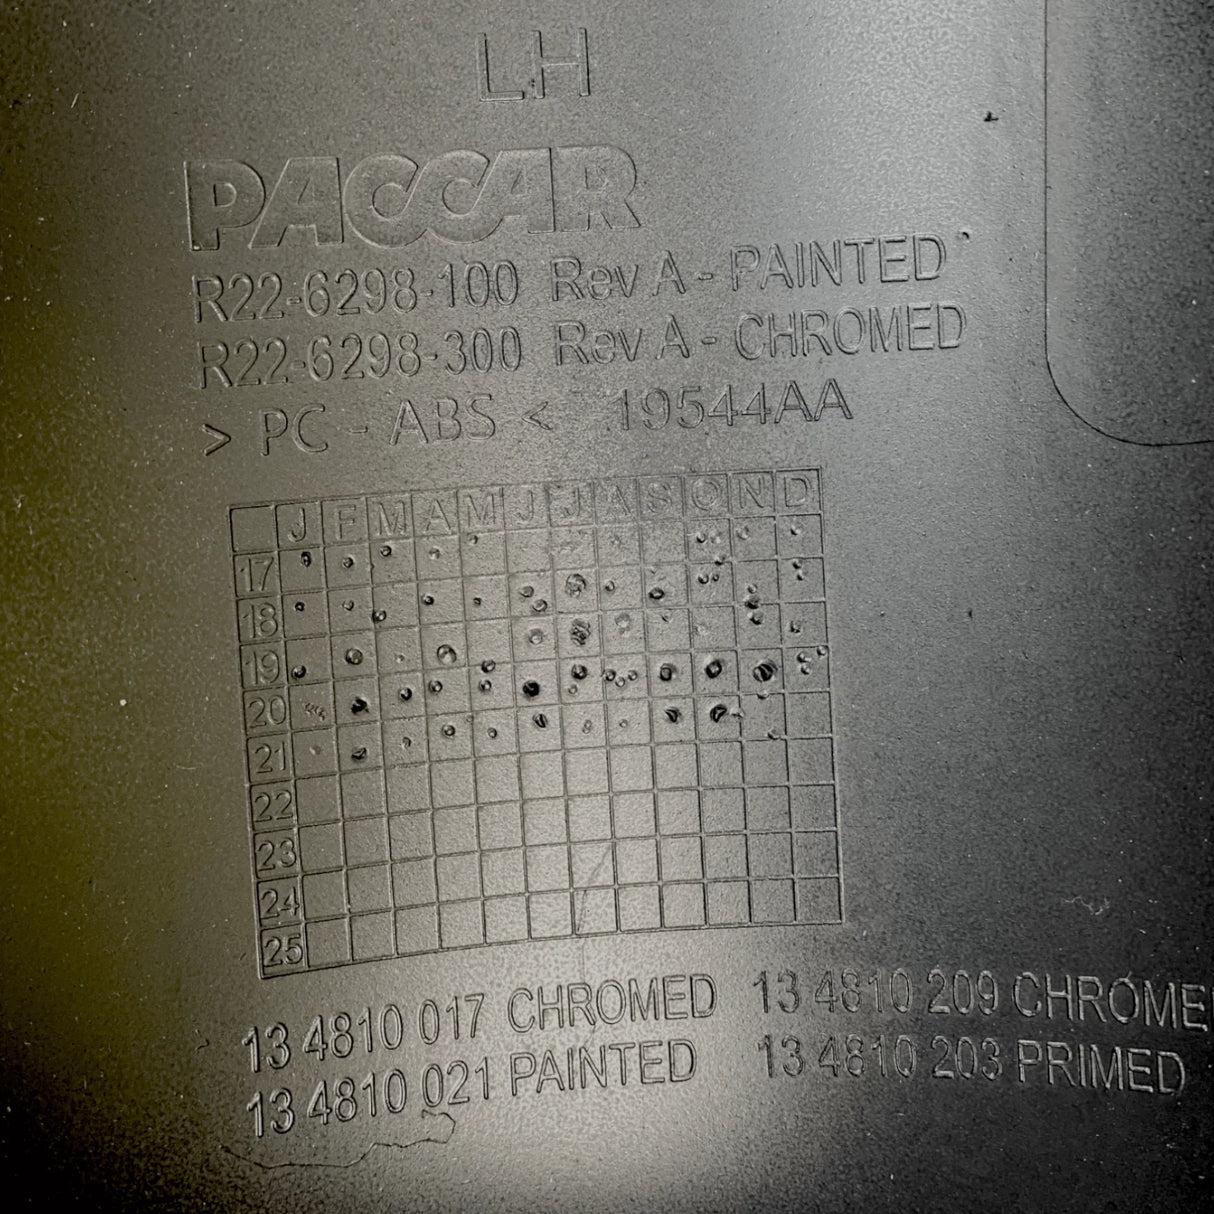 LH
PACCAR
R22-6298-100 Rev A - PAINTED
R22-6298-300 Rev A - CHROMED
> PC - ABS < 19544AA
J F M A M J J A S O N D
17
18
19
20
21
22
23
24
25
13 4810 017 CHROMED 13 4810 209 CHROMED
13 4810 021 PAINTED 13 4810 203 PRIMED